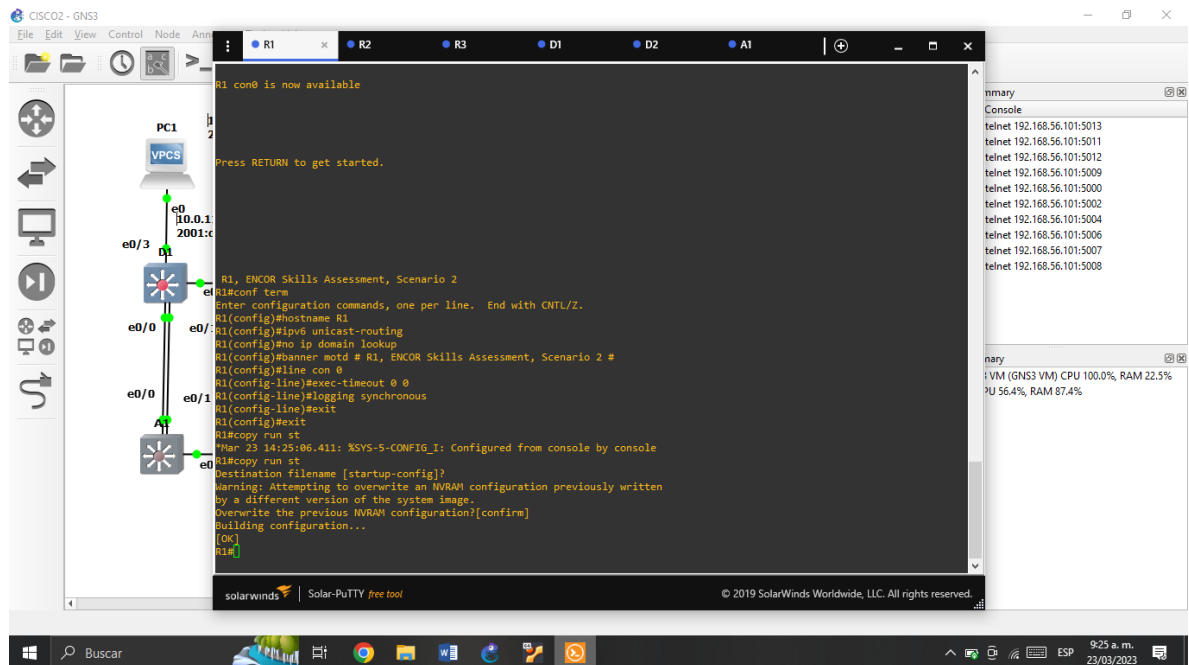 CISCO2 - GNS3
File Edit View Control Node Ann
R1 × R2 R3 D1 D2 A1
R1 con0 is now available
Press RETURN to get started.
R1, ENCOR Skills Assessment, Scenario 2
R1#conf term
Enter configuration commands, one per line. End with CNTL/Z.
R1(config)#hostname R1
R1(config)#ipv6 unicast-routing
R1(config)#no ip domain lookup
R1(config)#banner motd # R1, ENCOR Skills Assessment, Scenario 2 #
R1(config)#line con 0
R1(config-line)#exec-timeout 0 0
R1(config-line)#logging synchronous
R1(config-line)#exit
R1(config)#exit
R1#copy run st
*Mar 23 14:25:06.411: %SYS-5-CONFIG_I: Configured from console by console
R1#copy run st
Destination filename [startup-config]?
Warning: Attempting to overwrite an NVRAM configuration previously written
by a different version of the system image.
Overwrite the previous NVRAM configuration?[confirm]
Building configuration...
[OK]
R1#
solarwinds Solar-PuTTY free tool
© 2019 SolarWinds Worldwide, LLC. All rights reserved.
PC1
VPCS
e0
10.0.1
2001:c
e0/3
D1
e0/0
e0/
e0/0
e0/1
A1
e0
mmary
Console
telnet 192.168.56.101:5013
telnet 192.168.56.101:5011
telnet 192.168.56.101:5012
telnet 192.168.56.101:5009
telnet 192.168.56.101:5000
telnet 192.168.56.101:5002
telnet 192.168.56.101:5004
telnet 192.168.56.101:5006
telnet 192.168.56.101:5007
telnet 192.168.56.101:5008
nary
VM (GNS3 VM) CPU 100.0%, RAM 22.5%
PU 56.4%, RAM 87.4%
Buscar
ESP
9:25 a. m.
23/03/2023